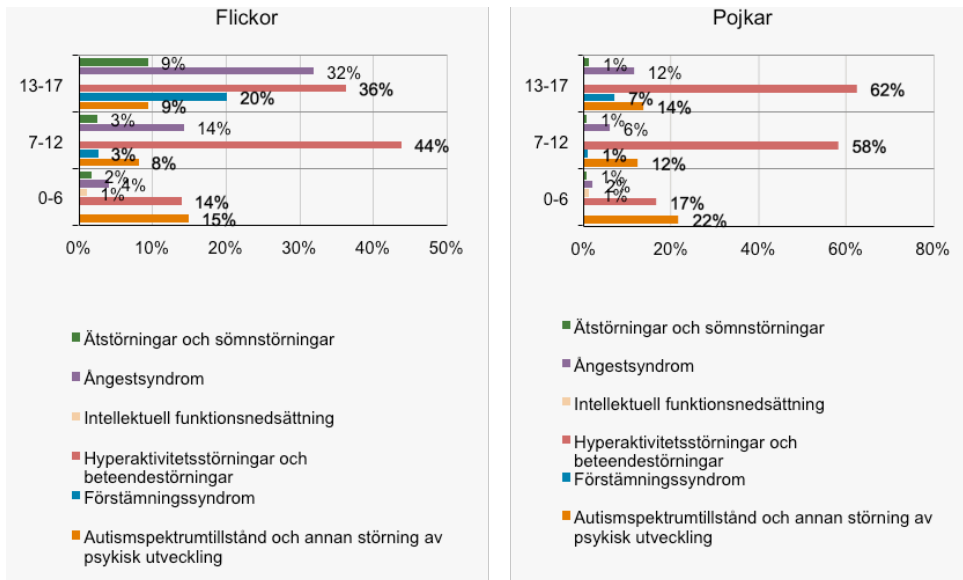 Flickor
13-17
9%
32%
36%
20%
9%
7-12
3%
14%
44%
3%
8%
0-6
2%
4%
1%
14%
15%
0% 10% 20% 30% 40% 50%
Ätstörningar och sömnstörningar
Ångestsyndrom
Intellektuell funktionsnedsättning
Hyperaktivitetsstörningar och
beteendestörningar
Förstämningssyndrom
Autismspektrumtillstånd och annan störning av
psykisk utveckling
Pojkar
13-17
1%
12%
62%
7%
14%
7-12
1%
6%
58%
1%
12%
0-6
1%
2%
1%
17%
22%
0% 20% 40% 60% 80%
Ätstörningar och sömnstörningar
Ångestsyndrom
Intellektuell funktionsnedsättning
Hyperaktivitetsstörningar och
beteendestörningar
Förstämningssyndrom
Autismspektrumtillstånd och annan störning av
psykisk utveckling